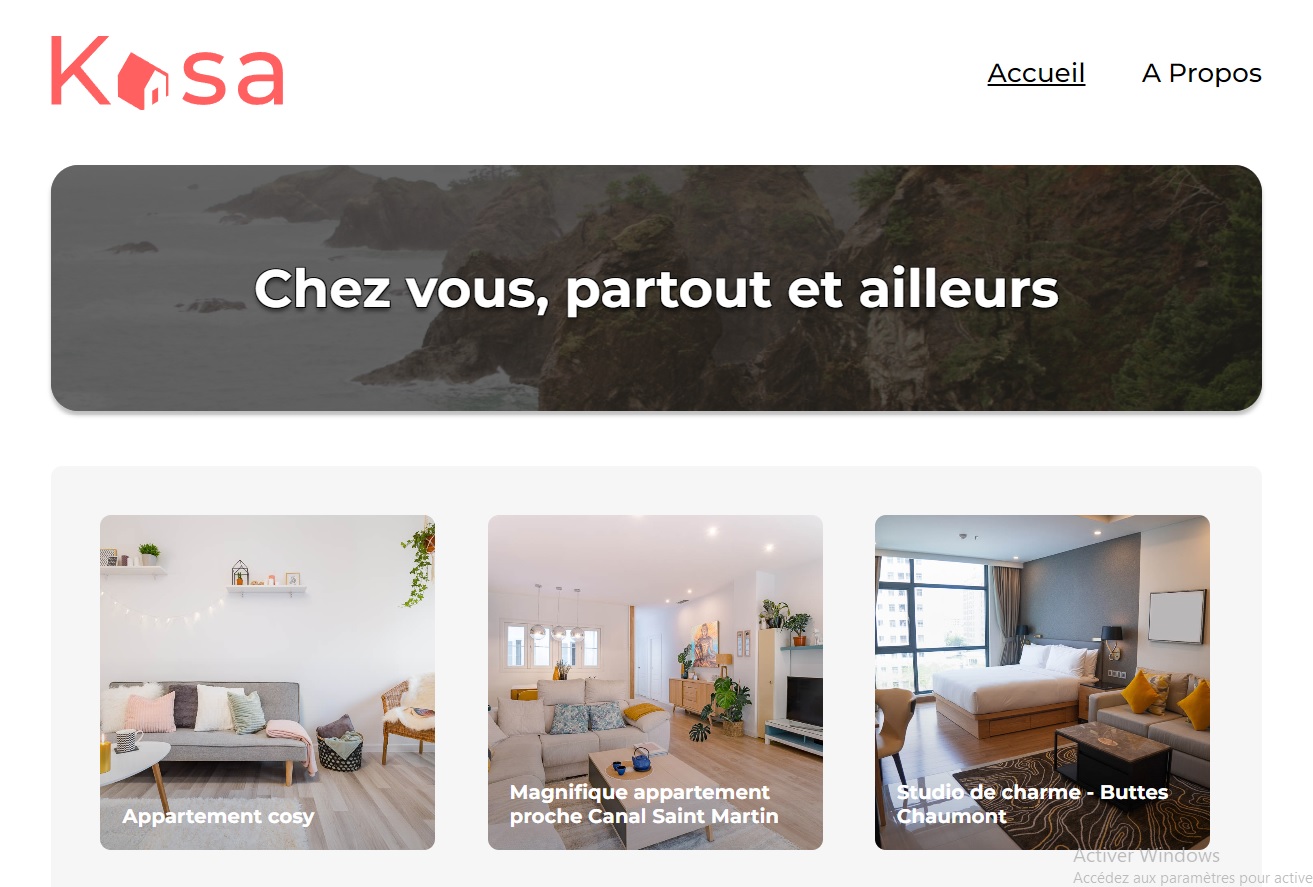 Kasa
Accueil
A Propos
Chez vous, partout et ailleurs
Appartement cosy
Magnifique appartement
proche Canal Saint Martin
Studio de charme - Buttes
Chaumont
Activer Windows
Accédez aux paramètres pour active